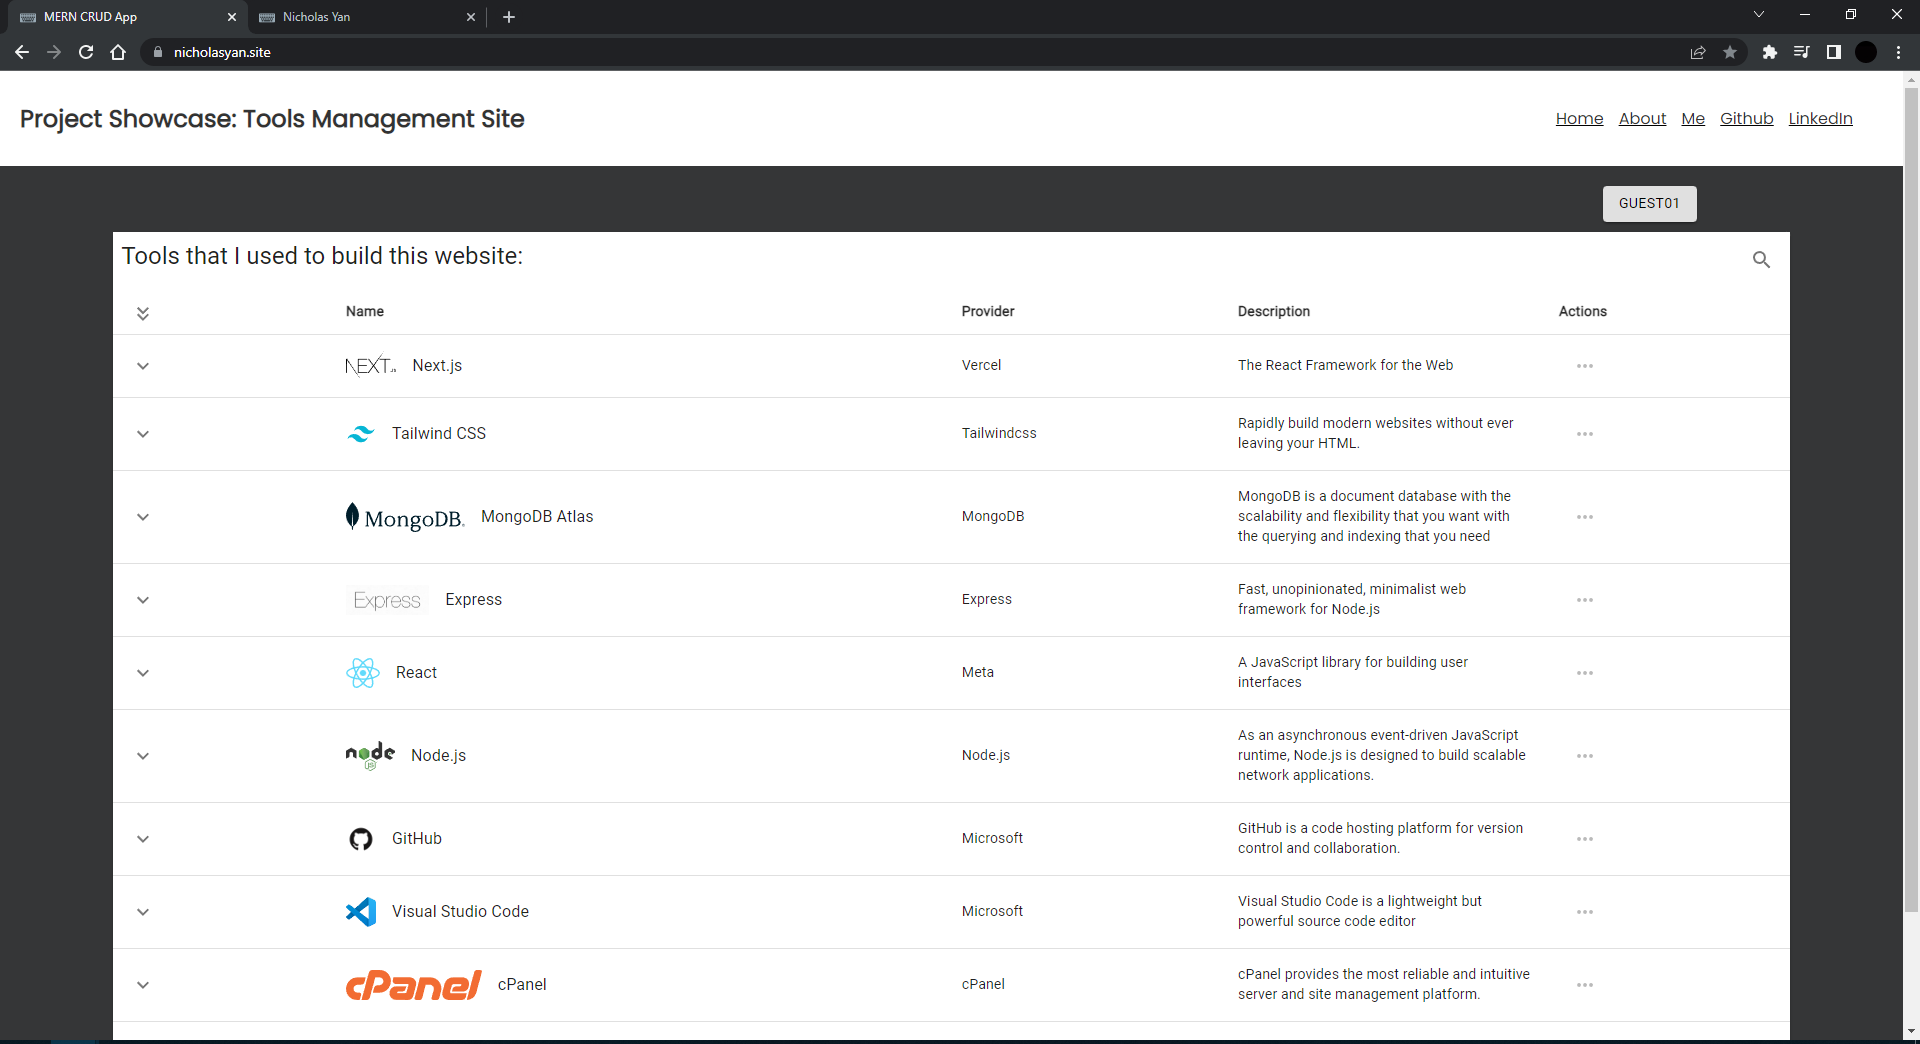 MERN CRUD App
Nicholas Yan
nicholasyan.site
Project Showcase: Tools Management Site
Home About Me Github LinkedIn
GUEST01
Tools that I used to build this website:
Name Provider Description Actions
NEXT.JS Next.js Vercel The React Framework for the Web
Tailwind CSS Tailwindcss Rapidly build modern websites without ever
leaving your HTML.
MongoDB. MongoDB Atlas MongoDB MongoDB is a document database with the
scalability and flexibility that you want with
the querying and indexing that you need
Express Express Express Fast, unopinionated, minimalist web
framework for Node.js
React Meta A JavaScript library for building user
interfaces
node JS Node.js Node.js As an asynchronous event-driven JavaScript
runtime, Node.js is designed to build scalable
network applications.
GitHub Microsoft GitHub is a code hosting platform for version
control and collaboration.
Visual Studio Code Microsoft Visual Studio Code is a lightweight but
powerful source code editor
cPanel cPanel cPanel cPanel provides the most reliable and intuitive
server and site management platform.